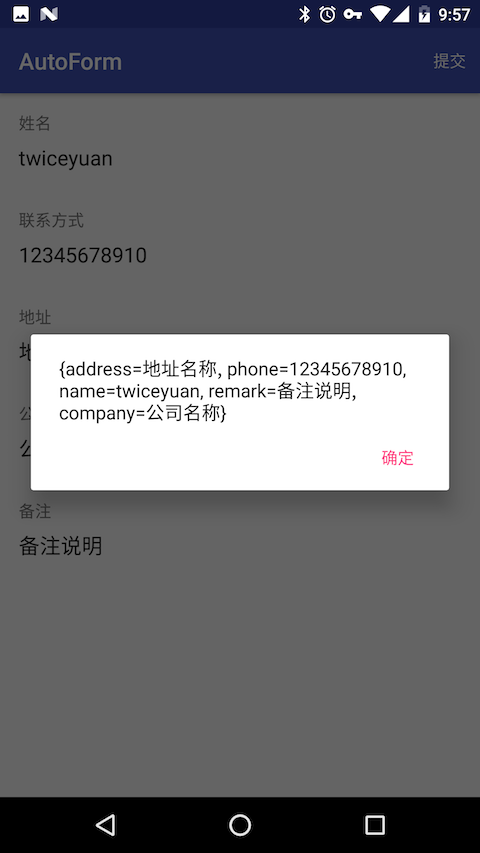 9:57
AutoForm
提交
姓名
twiceyuan
联系方式
12345678910
地址
{address=地址名称, phone=12345678910,
name=twiceyuan, remark=备注说明,
company=公司名称}
确定
备注
备注说明